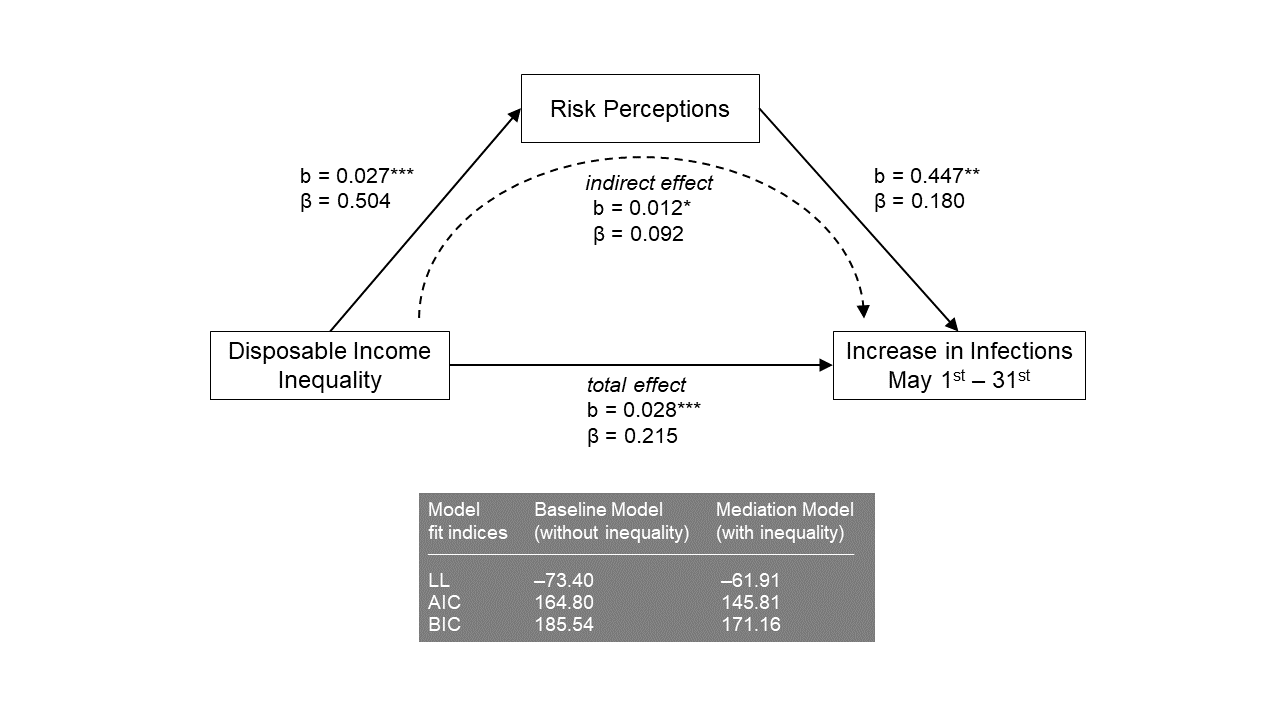 Risk Perceptions
b = 0.027***
β = 0.504
indirect effect
b = 0.012*
β = 0.092
b = 0.447**
β = 0.180
Disposable Income
Inequality
total effect
b = 0.028***
β = 0.215
Increase in Infections
May 1st – 31st
Model Baseline Model Mediation Model
fit indices (without inequality) (with inequality)
LL –73.40 –61.91
AIC 164.80 145.81
BIC 185.54 171.16